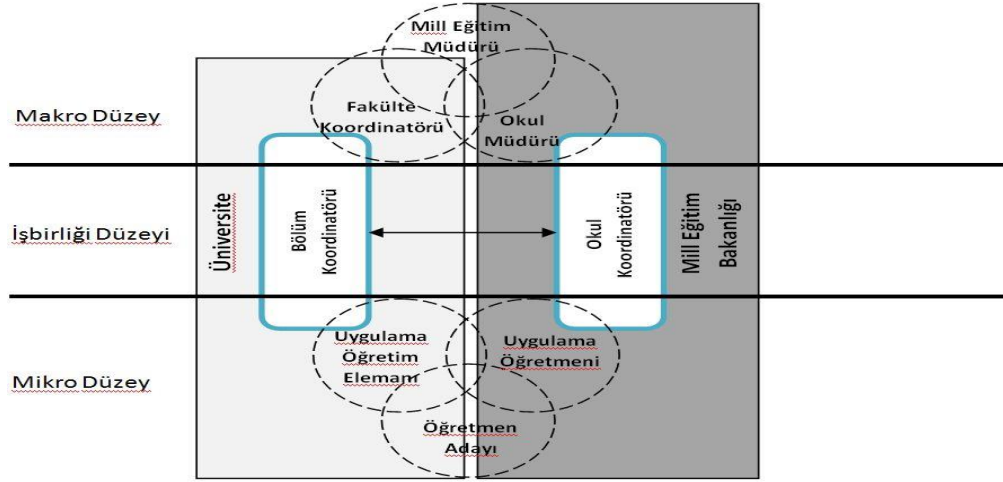 Mill Eğitim
Müdürü
Makro Düzey
Fakülte
Koordinatörü
Okul
Müdürü
İşbirliği Düzeyi
Üniversite
Bölüm
Koordinatörü
Okul
Koordinatörü
Mill Eğitim
Bakanlığı
Mikro Düzey
Uygulama
Öğretim
Elemanı
Uygulama
Öğretmeni
Öğretmen
Adayı